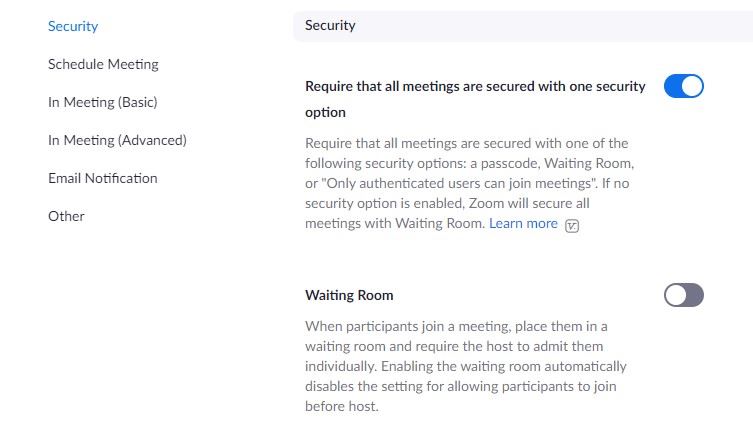 Security
Schedule Meeting
In Meeting (Basic)
In Meeting (Advanced)
Email Notification
Other
Security
Require that all meetings are secured with one security
option
Require that all meetings are secured with one of the
following security options: a passcode, Waiting Room,
or "Only authenticated users can join meetings". If no
security option is enabled, Zoom will secure all
meetings with Waiting Room. Learn more
Waiting Room
When participants join a meeting, place them in a
waiting room and require the host to admit them
individually. Enabling the waiting room automatically
disables the setting for allowing participants to join
before host.